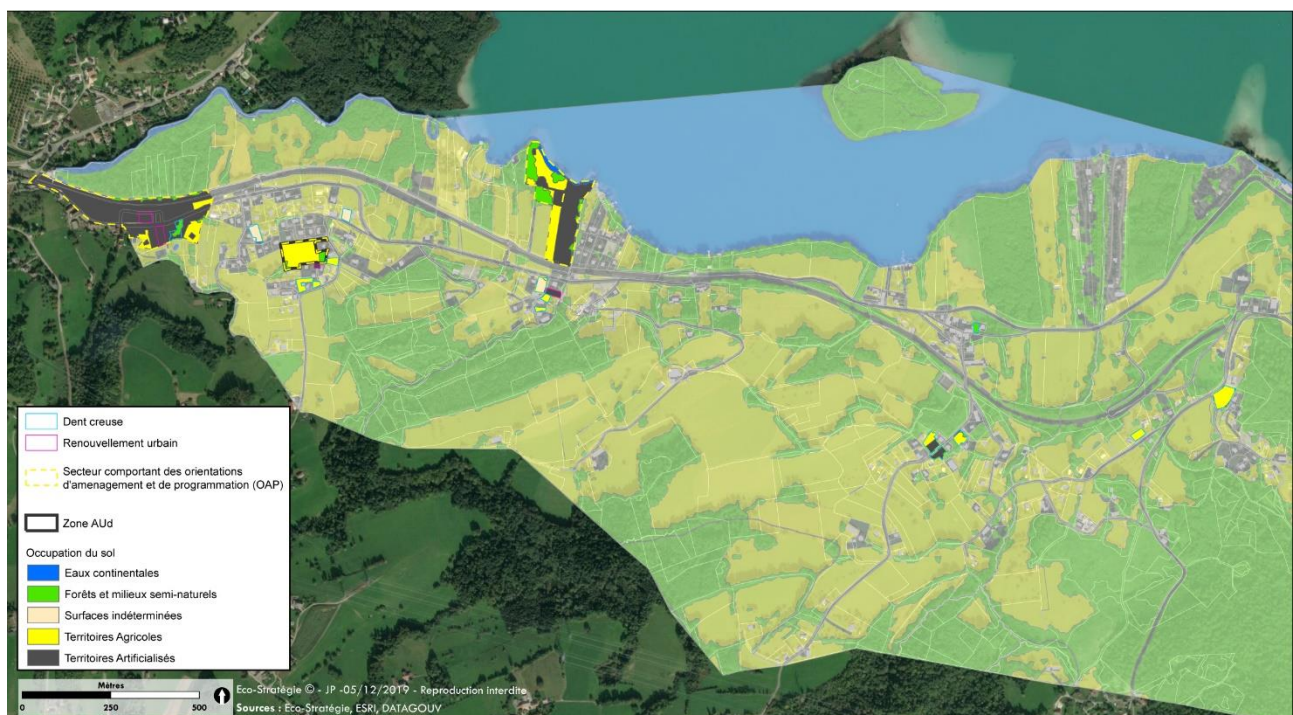 Dent creuse
Renouvellement urbain
Secteur comportant des orientations
d'amenagement et de programmation (OAP)
Zone AUd
Occupation du sol
Eaux continentales
Forêts et milieux semi-naturels
Surfaces indéterminées
Territoires Agricoles
Territoires Artificialisés
Mètres
0 250 500
Eco-Stratégie © - JP -05/12/2019 - Reproduction interdite
Sources : Eco-Stratégie, ESRI, DATAGOUV